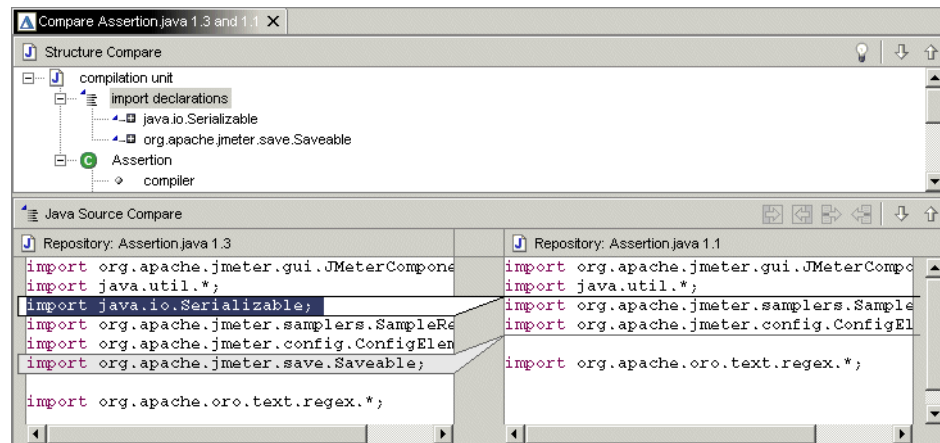 Compare Assertion.java 1.3 and 1.1
Structure Compare
compilation unit
import declarations
java.io.Serializable
org.apache.jmeter.save.Saveable
Assertion
compiler
Java Source Compare
Repository: Assertion.java 1.3
import org.apache.jmeter.gui.JMeterCompone
import java.util.*;
import java.io.Serializable;
import org.apache.jmeter.samplers.SampleRe
import org.apache.jmeter.config.ConfigElem
import org.apache.jmeter.save.Saveable;
import org.apache.oro.text.regex.*;
Repository: Assertion.java 1.1
import org.apache.jmeter.gui.JMeterCompo
import java.util.*;
import org.apache.jmeter.samplers.Sample
import org.apache.jmeter.config.ConfigEl
import org.apache.oro.text.regex.*;